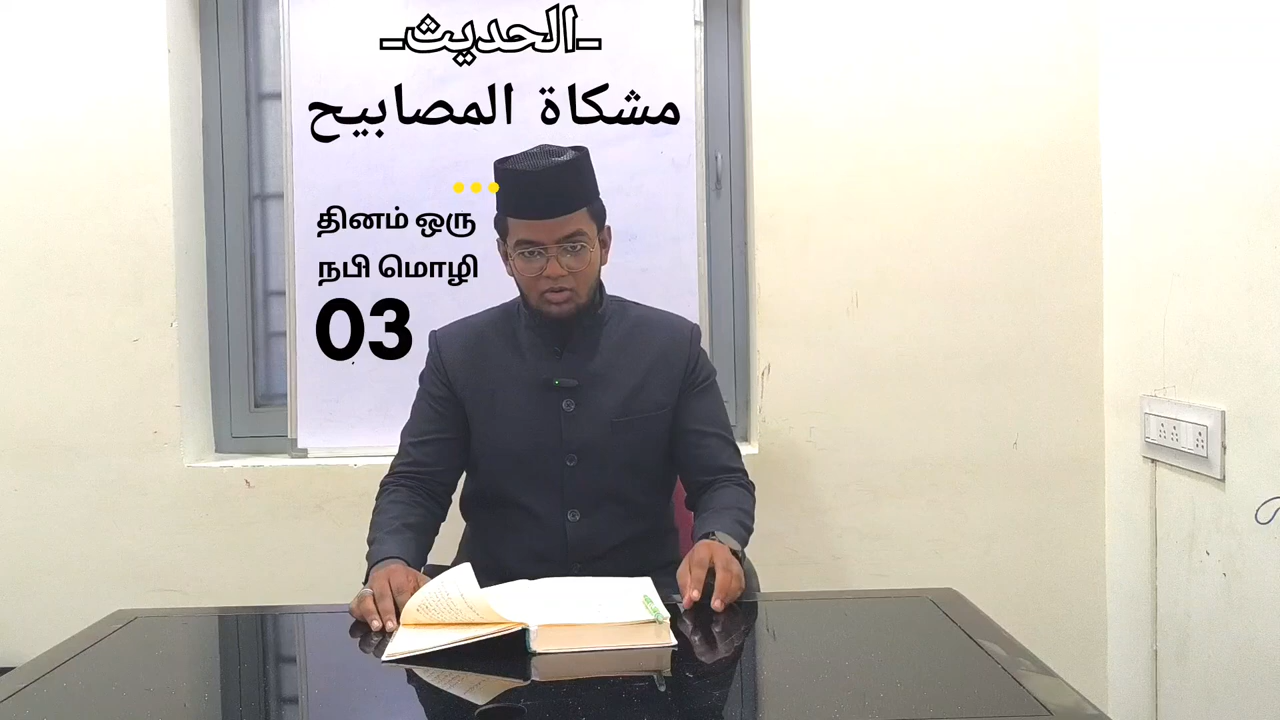 -الحديث-
مشكاة المصابيح
தினம் ஒரு
நபி மொழி
03